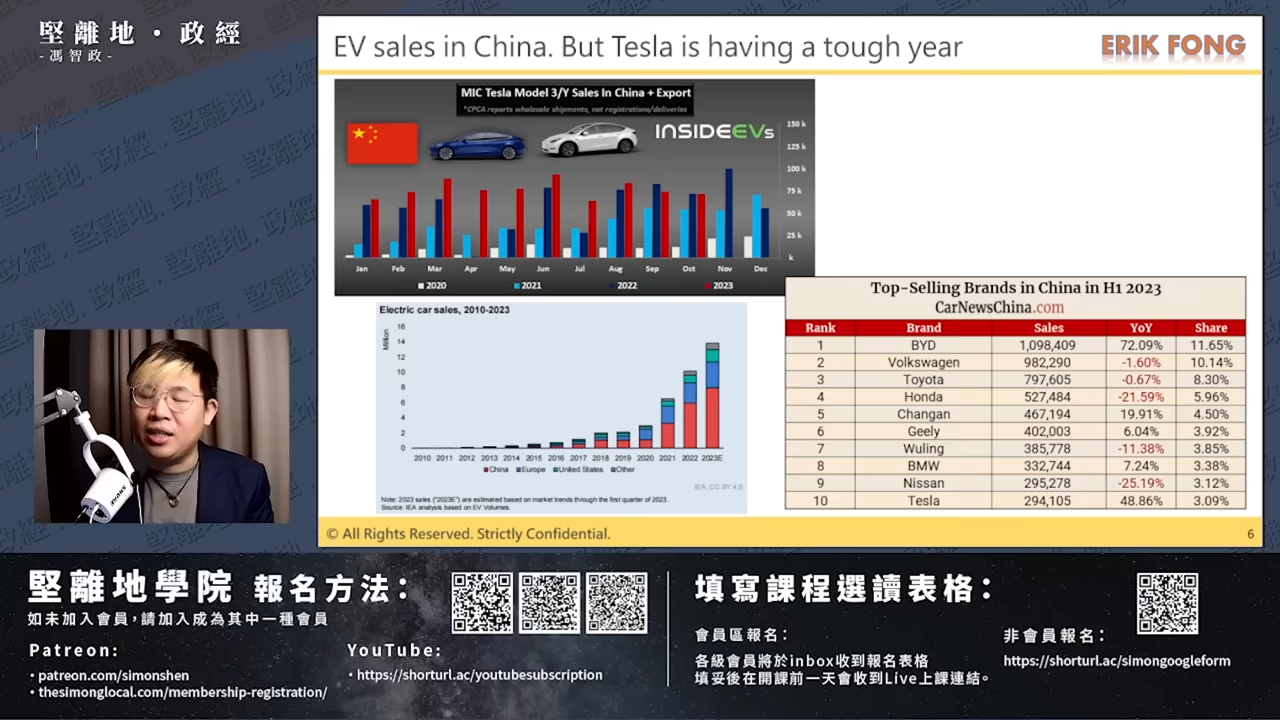 堅離地・政經
-馮智政-
EV sales in China. But Tesla is having a tough year
ERIK FONG
MIC Tesla Model 3/Y Sales In China + Export
*CPCA reports wholesale shipments, not registrations/deliveries
INSIDEEVs
150 k
125 k
100 k
75 k
50 k
25 k
k
Jan Feb Mar Apr May Jun Jul Aug Sep Oct Nov Dec
2020 2021 2022 2023
Electric car sales, 2010-2023
Million
16
14
12
10
8
6
4
2
0
2010 2011 2012 2013 2014 2015 2016 2017 2018 2019 2020 2021 2022 2023E
China Europe United States Other
IEA. CC BY 4.0.
Note: 2023 sales ("2023E") are estimated based on market trends through the first quarter of 2023.
Source: IEA analysis based on EV Volumes.
Top-Selling Brands in China in H1 2023
CarNewsChina.com
Rank Brand Sales YoY Share
1 BYD 1,098,409 72.09% 11.65%
2 Volkswagen 982,290 -1.60% 10.14%
3 Toyota 797,605 -0.67% 8.30%
4 Honda 527,484 -21.59% 5.96%
5 Changan 467,194 19.91% 4.50%
6 Geely 402,003 6.04% 3.92%
7 Wuling 385,778 -11.38% 3.85%
8 BMW 332,744 7.24% 3.38%
9 Nissan 295,278 -25.19% 3.12%
10 Tesla 294,105 48.86% 3.09%
© All Rights Reserved. Strictly Confidential.
6
堅離地學院 報名方法：
如未加入會員，請加入成為其中一種會員
Patreon:
・patreon.com/simonshen
・thesimonglocal.com/membership-registration/
YouTube:
・https://shorturl.ac/youtubesubscription
填寫課程選讀表格：
會員區報名：
各級會員將於inbox收到報名表格
填妥後在開課前一天會收到Live上課連結。
非會員報名：
https://shorturl.ac/simongoogleform